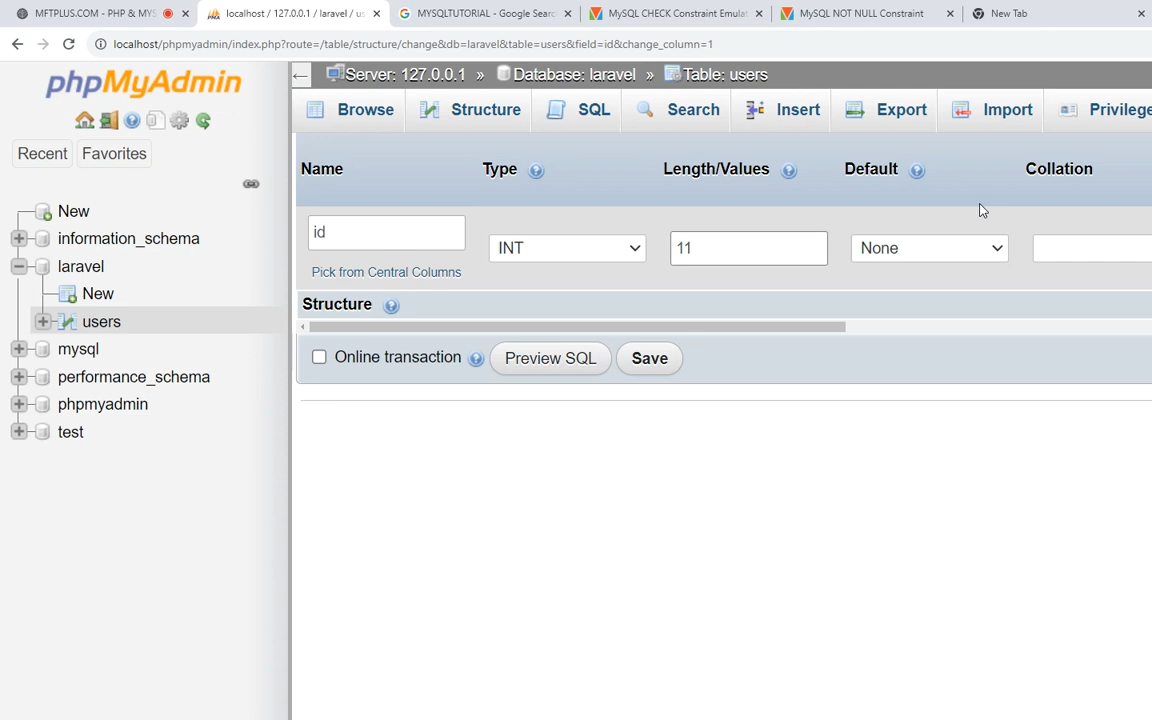 MFTPLUS.COM - PHP & MYS
localhost / 127.0.0.1 / laravel / us
MYSQLTUTORIAL - Google Searc
MySQL CHECK Constraint Emulat
MySQL NOT NULL Constraint
New Tab
localhost/phpmyadmin/index.php?route=/table/structure/change&db=laravel&table=users&field=id&change_column=1
phpMyAdmin
Recent
Favorites
New
information_schema
laravel
New
users
mysql
performance_schema
phpmyadmin
test
Server: 127.0.0.1 » Database: laravel » Table: users
Browse
Structure
SQL
Search
Insert
Export
Import
Privilege
Name
Type
Length/Values
Default
Collation
id
INT
11
None
Pick from Central Columns
Structure
Online transaction
Preview SQL
Save